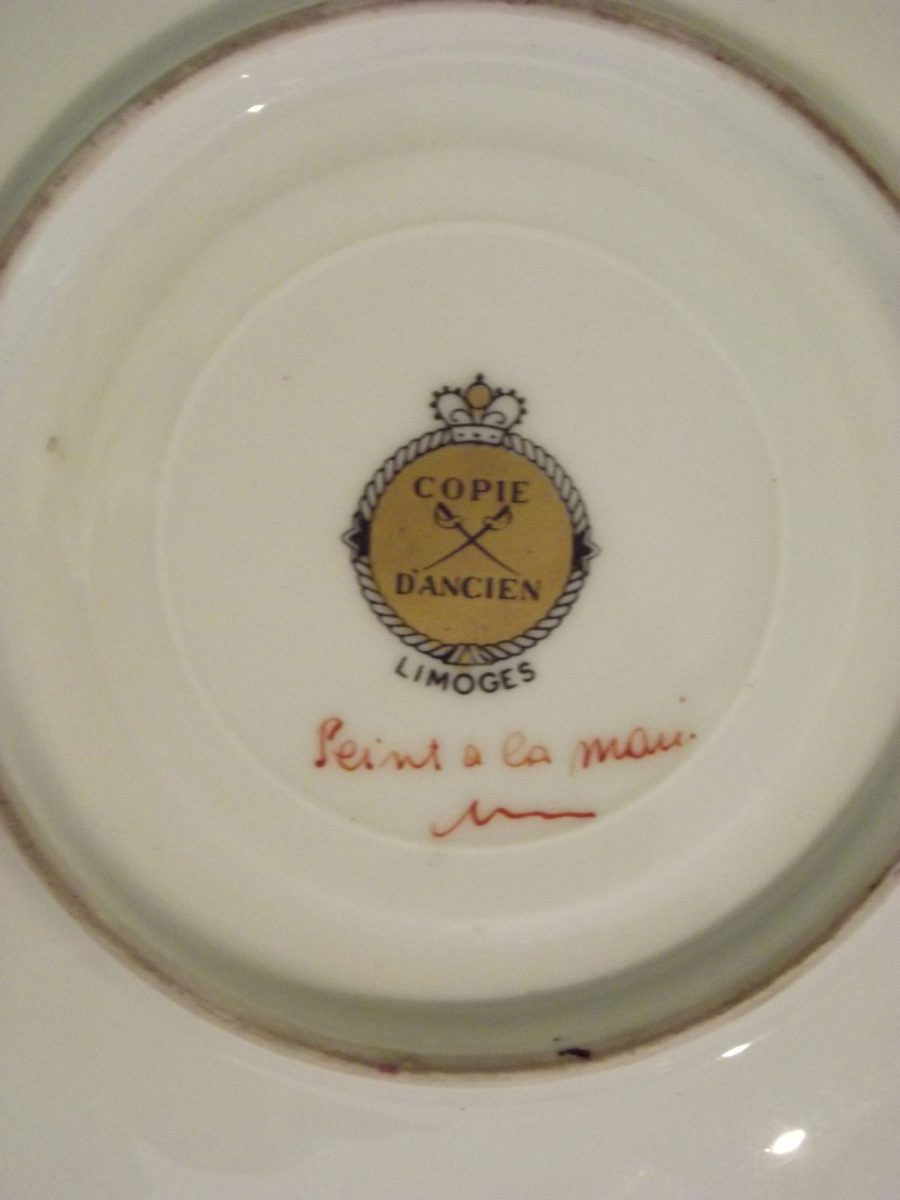 COPIE
D'ANCIEN
LIMOGES
Peint a la main